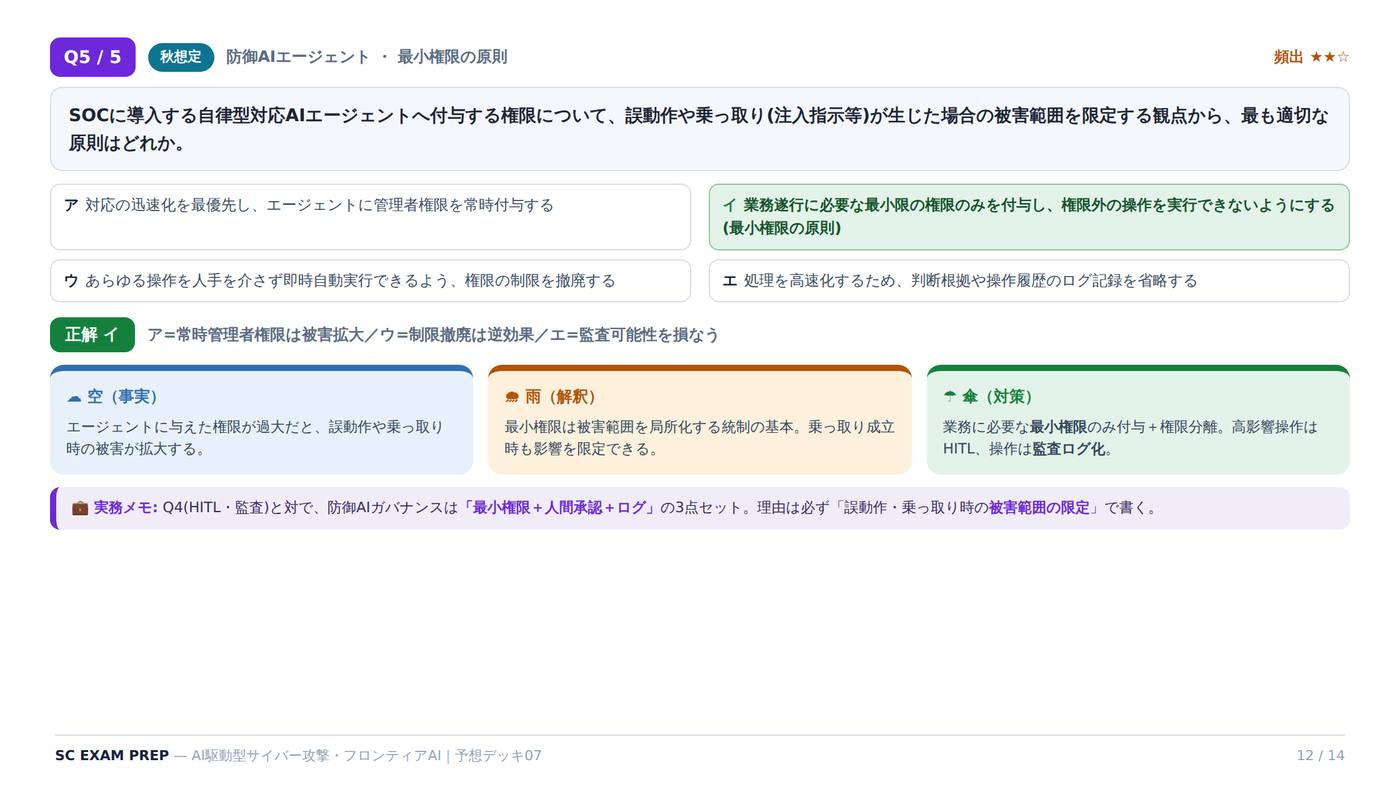 Q5 / 5 秋想定 防御AIエージェント ・ 最小権限の原則 頻出 ★★☆
SOCに導入する自律型対応AIエージェントへ付与する権限について、誤動作や乗っ取り(注入指示等)が生じた場合の被害範囲を限定する観点から、最も適切な
原則はどれか。
ア 対応の迅速化を最優先し、エージェントに管理者権限を常時付与する
イ 業務遂行に必要な最小限の権限のみを付与し、権限外の操作を実行できないようにする
(最小権限の原則)
ウ あらゆる操作を人手を介さず即時自動実行できるよう、権限の制限を撤廃する
エ 処理を高速化するため、判断根拠や操作履歴のログ記録を省略する
正解 イ ア=常時管理者権限は被害拡大／ウ=制限撤廃は逆効果／エ=監査可能性を損なう
☁ 空（事実）
エージェントに与えた権限が過大だと、誤動作や乗っ取り
時の被害が拡大する。
🌧 雨（解釈）
最小権限は被害範囲を局所化する統制の基本。乗っ取り成立
時も影響を限定できる。
☂ 傘（対策）
業務に必要な最小権限のみ付与＋権限分離。高影響操作は
HITL、操作は監査ログ化。
💼 実務メモ: Q4(HITL・監査)と対で、防御AIガバナンスは「最小権限＋人間承認＋ログ」の3点セット。理由は必ず「誤動作・乗っ取り時の被害範囲の限定」で書く。
SC EXAM PREP — AI駆動型サイバー攻撃・フロンティアAI | 予想デッキ07 12 / 14